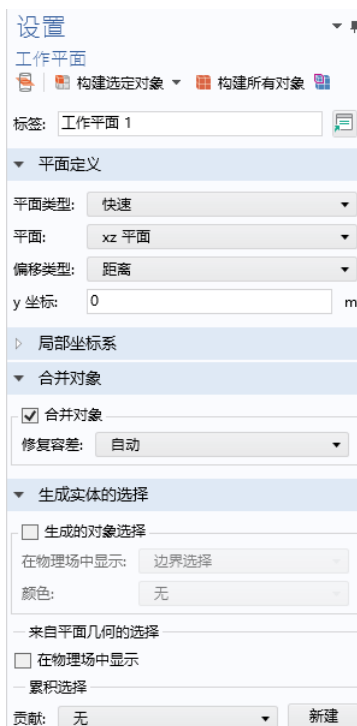 设置
工作平面
构建选定对象 构建所有对象
标签: 工作平面 1
平面定义
平面类型: 快速
平面: xz 平面
偏移类型: 距离
y 坐标: 0 m
局部坐标系
合并对象
合并对象
修复容差: 自动
生成实体的选择
生成的对象选择
在物理场中显示: 边界选择
颜色: 无
来自平面几何的选择
在物理场中显示
累积选择
贡献: 无 新建